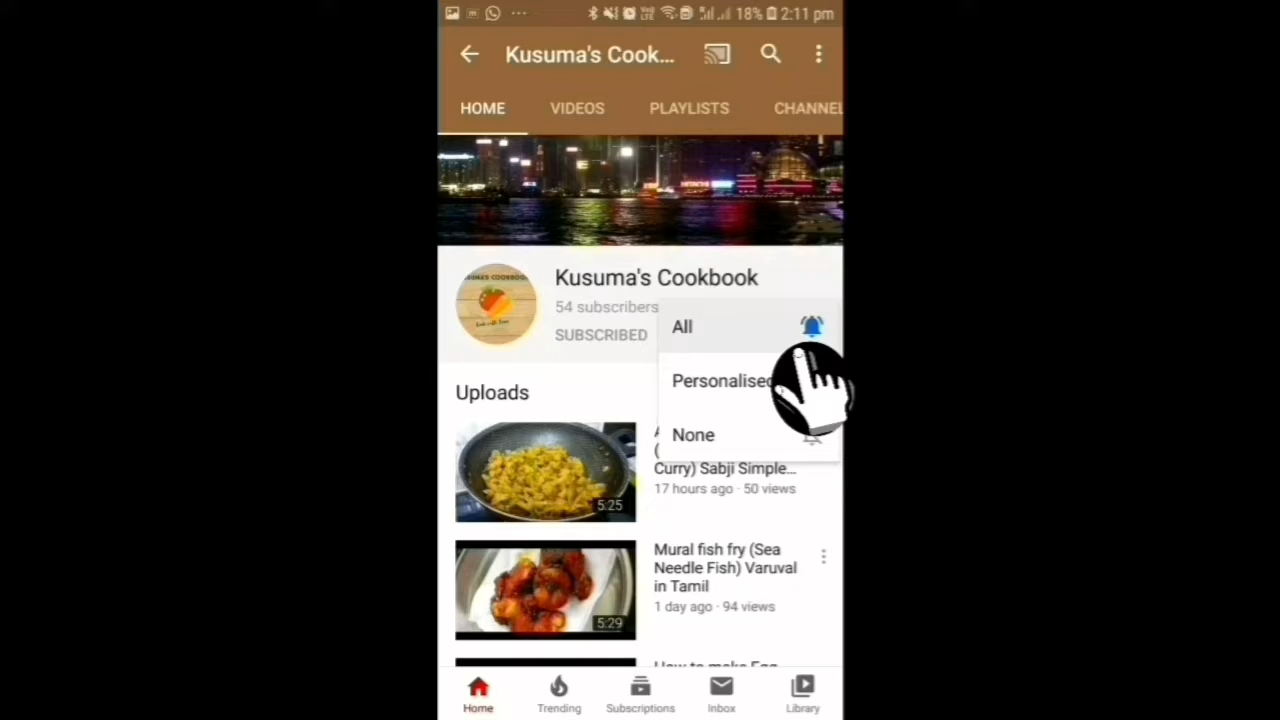 18% 2:11 pm
Kusuma's Cook...
HOME VIDEOS PLAYLISTS CHANNEL
Kusuma's Cookbook
54 subscribers
SUBSCRIBED
All
Personalised
None
Uploads
Curry) Sabji Simple...
17 hours ago · 50 views
5:25
Mural fish fry (Sea
Needle Fish) Varuval
in Tamil
1 day ago · 94 views
5:29
Home Trending Subscriptions Inbox Library